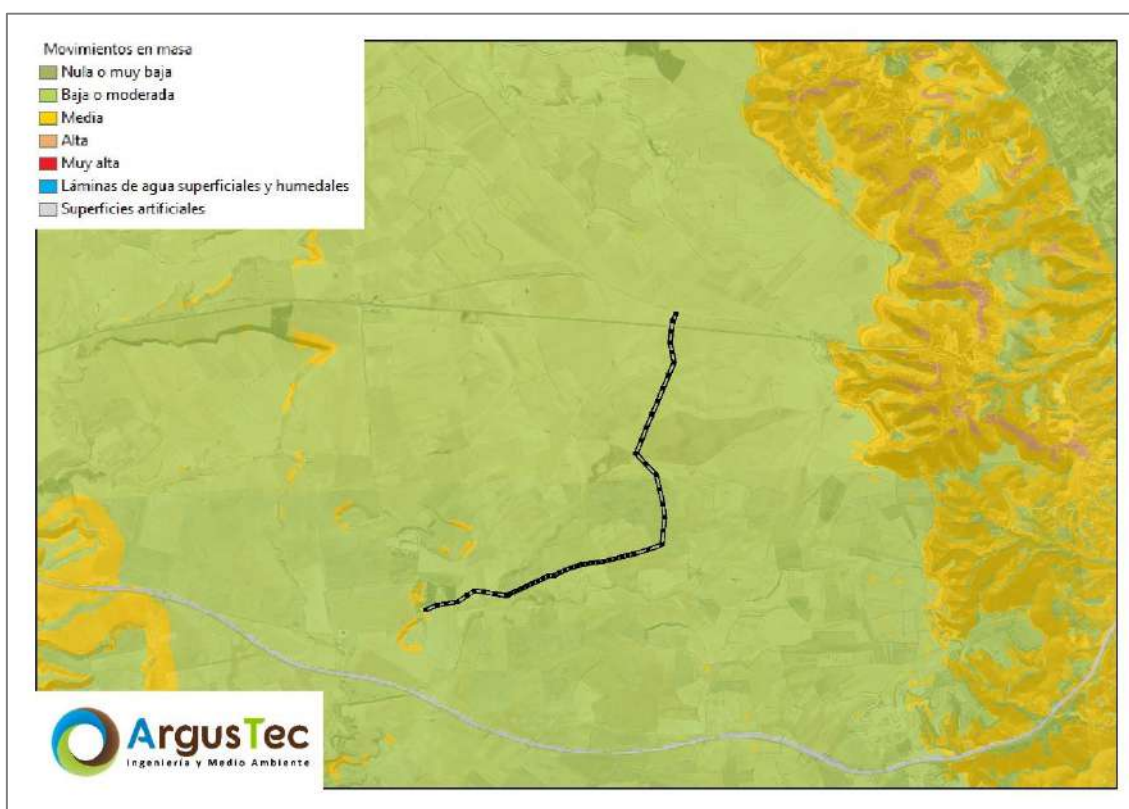 Movimientos en masa
Nula o muy baja
Baja o moderada
Media
Alta
Muy alta
Láminas de agua superficiales y humedales
Superficies artificiales
ArgusTec
Ingeniería y Medio Ambiente